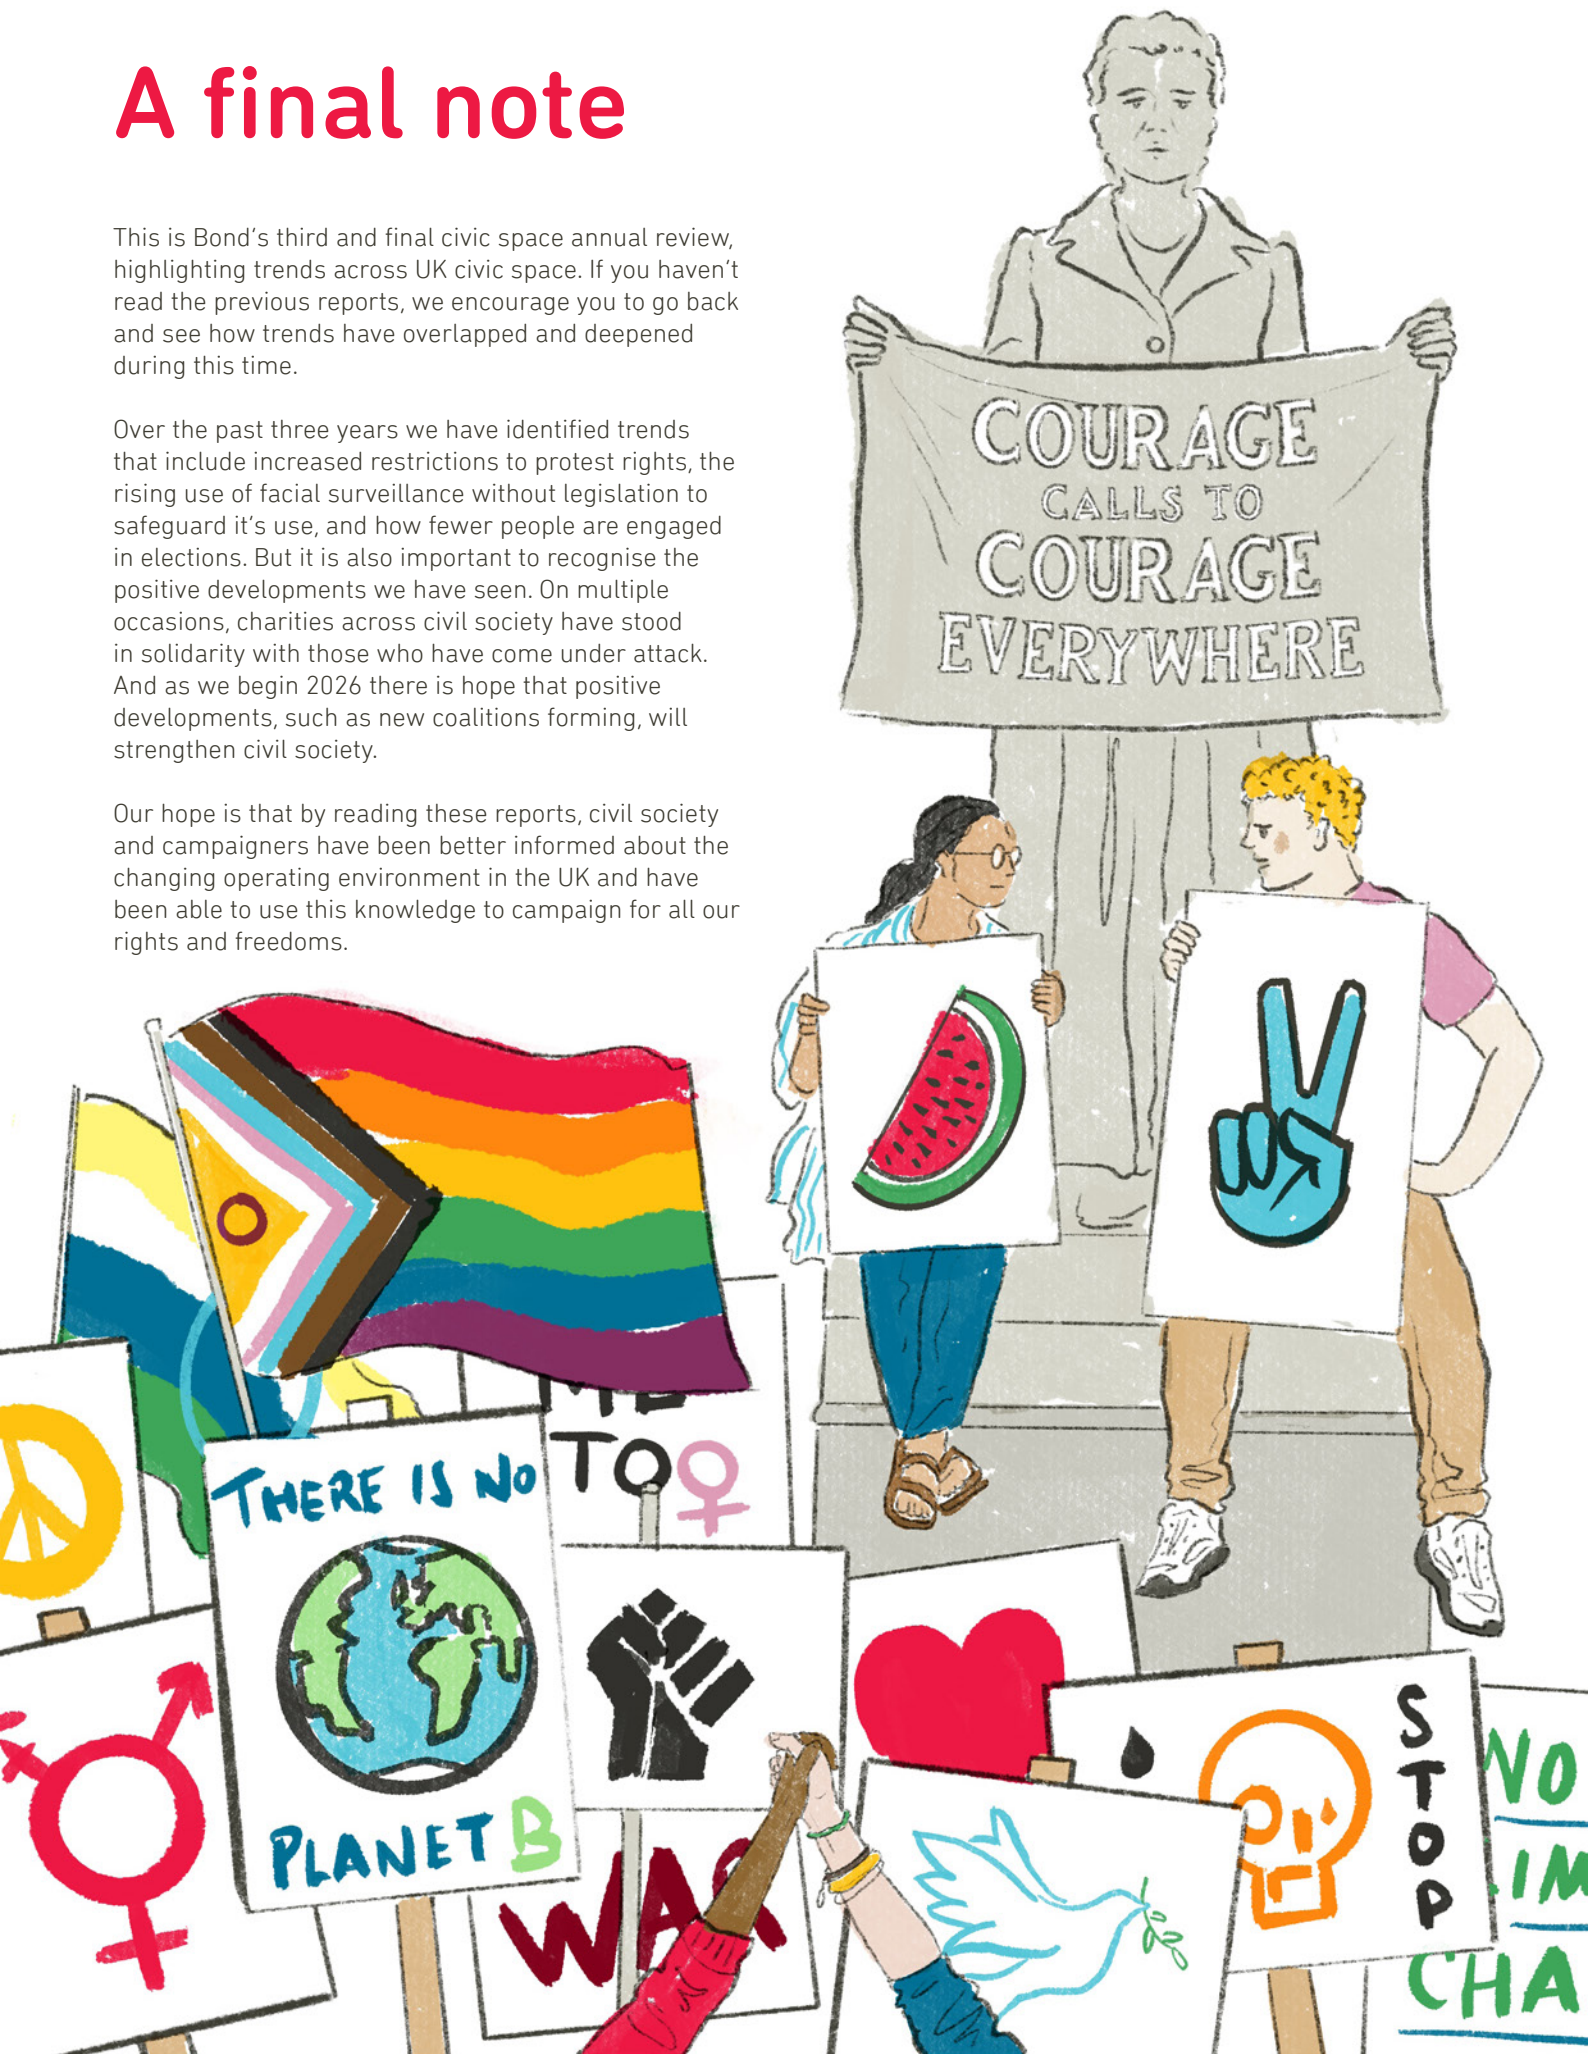 A final note
This is Bond's third and final civic space annual review,
highlighting trends across UK civic space. If you haven't
read the previous reports, we encourage you to go back
and see how trends have overlapped and deepened
during this time.
Over the past three years we have identified trends
that include increased restrictions to protest rights, the
rising use of facial surveillance without legislation to
safeguard it's use, and how fewer people are engaged
in elections. But it is also important to recognise the
positive developments we have seen. On multiple
occasions, charities across civil society have stood
in solidarity with those who have come under attack.
And as we begin 2026 there is hope that positive
developments, such as new coalitions forming, will
strengthen civil society.
Our hope is that by reading these reports, civil society
and campaigners have been better informed about the
changing operating environment in the UK and have
been able to use this knowledge to campaign for all our
rights and freedoms.
COURAGE
CALLS TO
COURAGE
EVERYWHERE
TO
THERE IS NO
PLANET B
WAR
STOP
NO
CHA